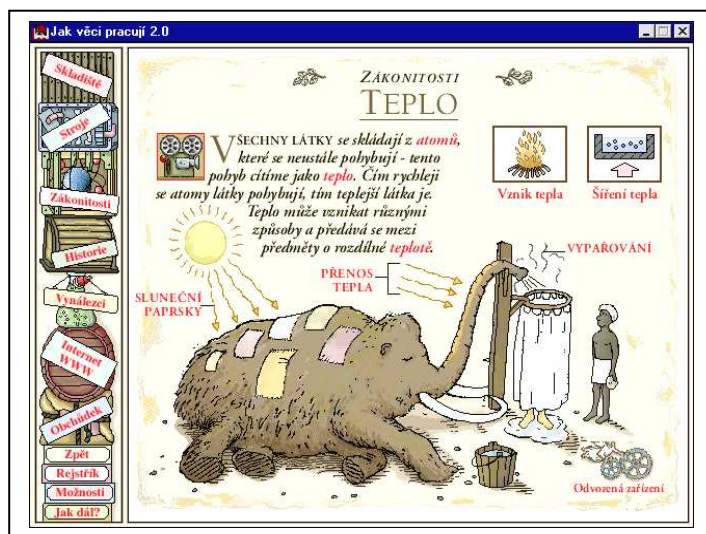 Jak věci pracují 2.0
Skladiště
Stroje
Zákonitosti
Historie
Vynálezci
Internet
WWW
Obchůdek
Zpět
Rejstřík
Možnosti
Jak dál?
ZÁKONITOSTI
TEPLO
VŠECHNY LÁTKY se skládají z atomů,
které se neustále pohybují - tento
pohyb cítíme jako teplo. Čím rychleji
se atomy látky pohybují, tím teplejší látka je.
Teplo může vznikat různými
způsoby a předává se mezi
předměty o rozdílné teplotě.
Vznik tepla
Šíření tepla
SLUNEČNÍ
PAPRSKY
PŘENOS
TEPLA
VYPAŘOVÁNÍ
Odvozená zařízení